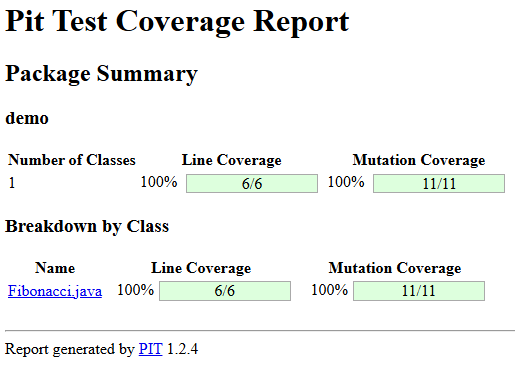 Pit Test Coverage Report
Package Summary
demo
Number of Classes Line Coverage Mutation Coverage
1 100% 6/6 100% 11/11
Breakdown by Class
Name Line Coverage Mutation Coverage
Fibonacci.java 100% 6/6 100% 11/11
Report generated by PIT 1.2.4